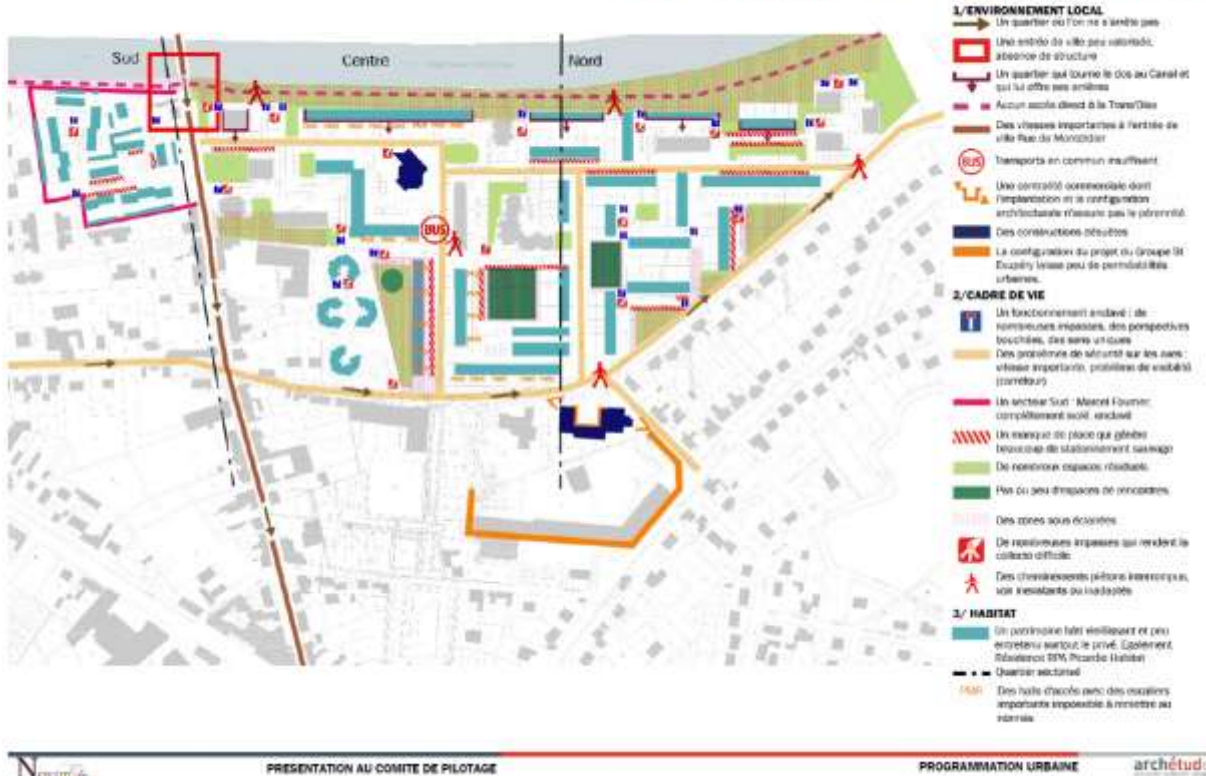 Sud
Centre
Nord
BUS
1/ENVIRONNEMENT LOCAL
Un quartier où l'on ne s'arrête pas
Une entrée de ville peu valorisée,
absence de structure
Un quartier qui tourne le dos au Canal et
qui lui offre ses arrières
Aucun accès direct à la Trans'Oise
Des vitesses importantes à l'entrée de
ville Rue de Montdidier
BUS
Transports en commun insuffisant
Une centralité commerciale dont
l'implantation et la configuration
architecturale n'assure pas la pérennité.
Des constructions désuètes
La configuration du projet du Groupe St
Exupéry laisse peu de perméabilités
urbaines.
2/CADRE DE VIE
Un fonctionnement enclavé : de
nombreuses impasses, des perspectives
bouchées, des sens uniques
Des problèmes de sécurité sur les axes :
vitesse importante, problème de visibilité
(carrefour)
Un secteur Sud : Marcel Fournier,
complètement isolé, enclavé
Un manque de place qui génère
beaucoup de stationnement sauvage
De nombreux espaces résiduels
Pas ou peu d'espaces de rencontres
Des zones sous éclairées
De nombreuses impasses qui rendent la
collecte difficile
Des cheminements piétons interrompus,
voir inexistants ou inadaptés
3/ HABITAT
Un patrimoine bâti vieillissant et peu
entretenu surtout le privé. Egalement
Résidence RPA Picardie Habitat
Quartier sectorisé
Des halls d'accès avec des escaliers
importants impossible à remettre au
normes
PRESENTATION AU COMITE DE PILOTAGE
PROGRAMMATION URBAINE
archétude